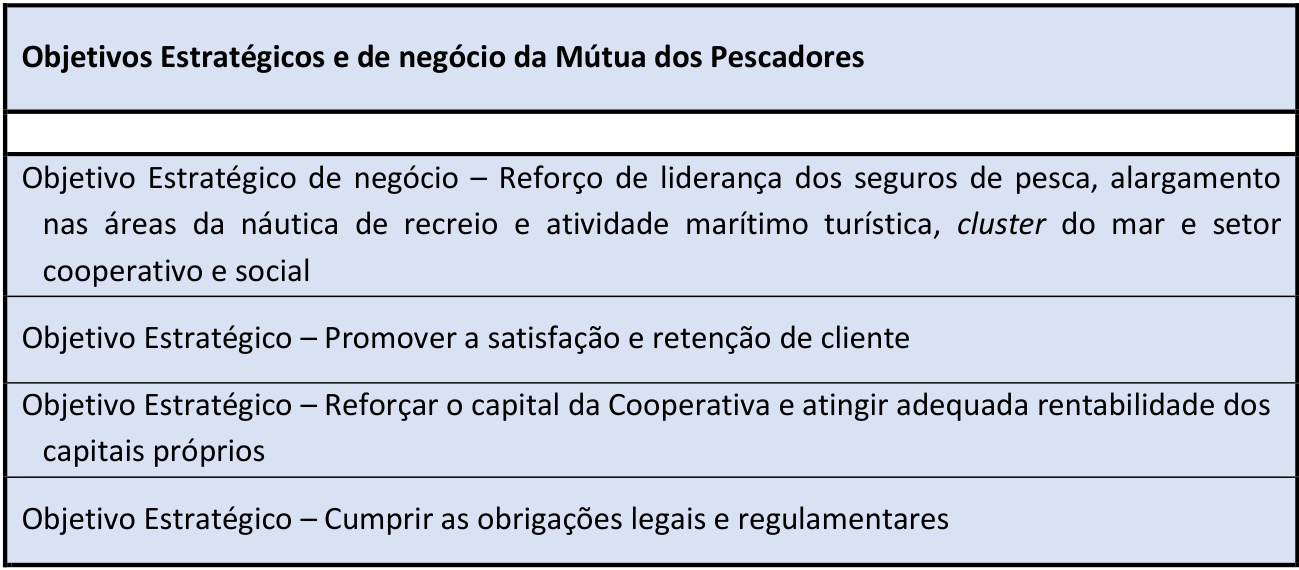 Objetivos Estratégicos e de negócio da Mútua dos Pescadores
Objetivo Estratégico de negócio – Reforço de liderança dos seguros de pesca, alargamento
nas áreas da náutica de recreio e atividade marítimo turística, cluster do mar e setor
cooperativo e social
Objetivo Estratégico – Promover a satisfação e retenção de cliente
Objetivo Estratégico – Reforçar o capital da Cooperativa e atingir adequada rentabilidade dos
capitais próprios
Objetivo Estratégico – Cumprir as obrigações legais e regulamentares